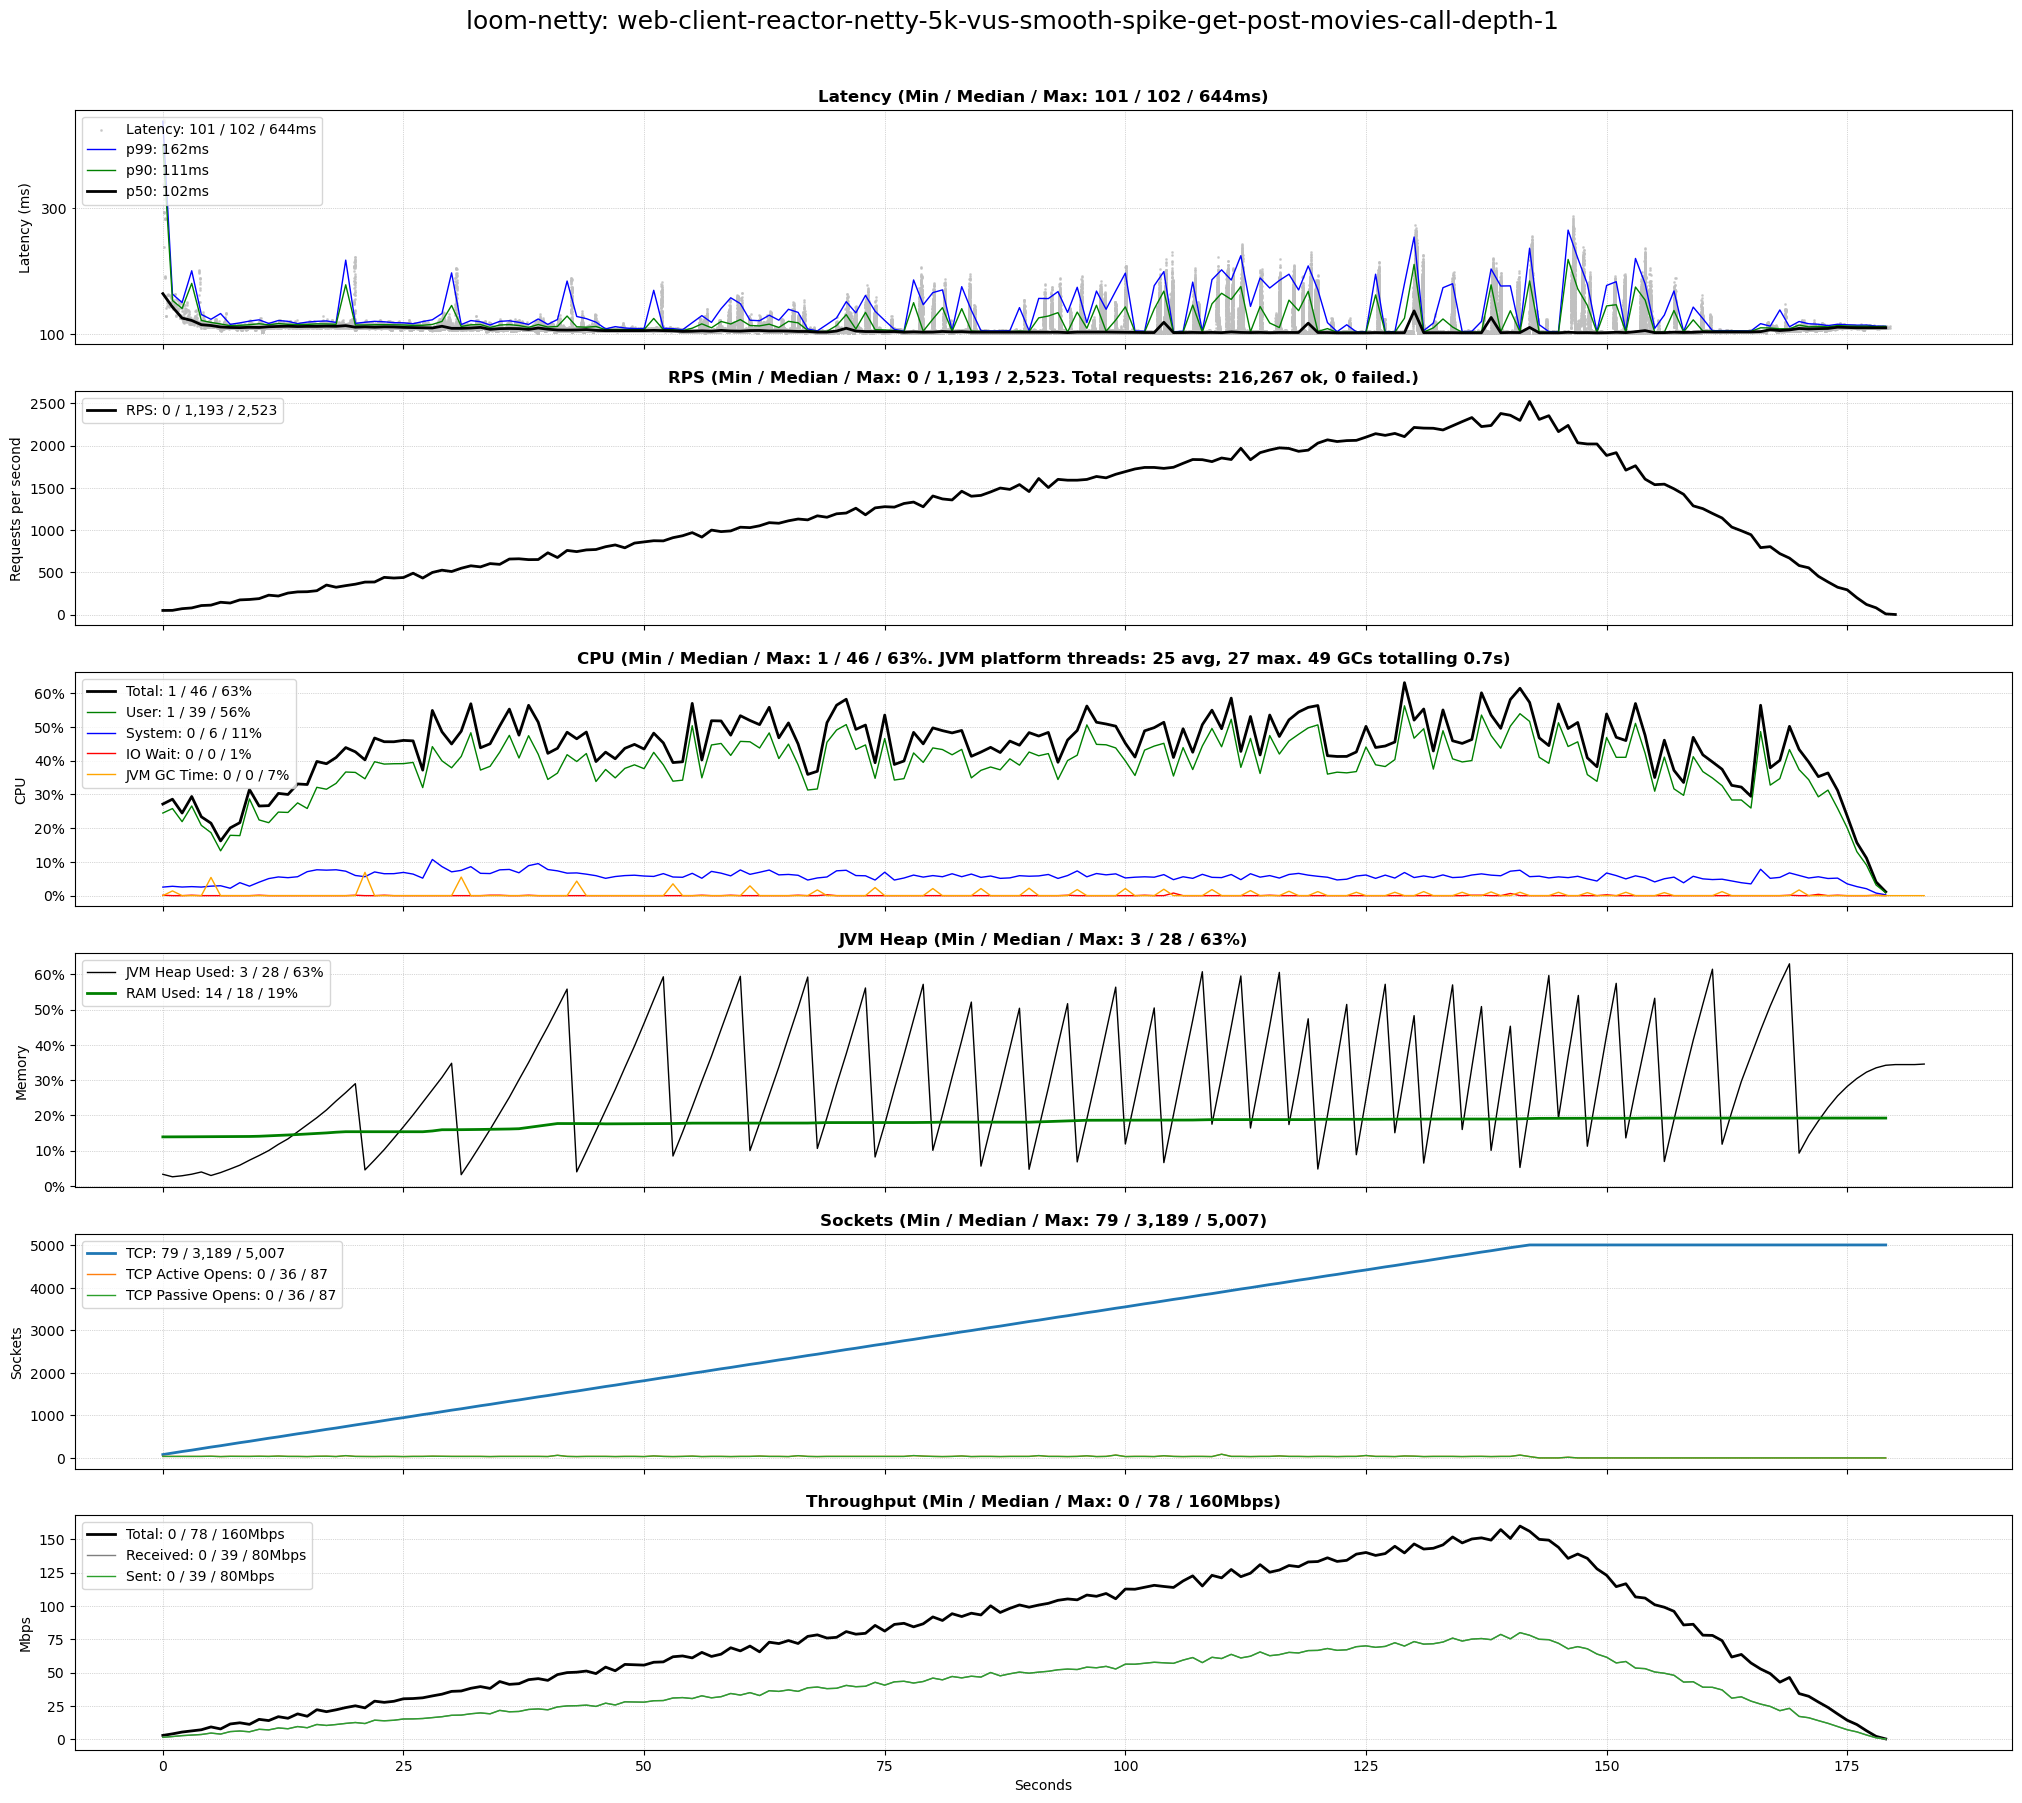 loom-netty: web-client-reactor-netty-5k-vus-smooth-spike-get-post-movies-call-depth-1
Latency (Min / Median / Max: 101 / 102 / 644ms)
Latency: 101 / 102 / 644ms
p99: 162ms
p90: 111ms
p50: 102ms
Latency (ms)
300
100
RPS (Min / Median / Max: 0 / 1,193 / 2,523. Total requests: 216,267 ok, 0 failed.)
RPS: 0 / 1,193 / 2,523
Requests per second
2500
2000
1500
1000
500
0
CPU (Min / Median / Max: 1 / 46 / 63%. JVM platform threads: 25 avg, 27 max. 49 GCs totalling 0.7s)
Total: 1 / 46 / 63%
User: 1 / 39 / 56%
System: 0 / 6 / 11%
IO Wait: 0 / 0 / 1%
JVM GC Time: 0 / 0 / 7%
CPU
60%
50%
40%
30%
20%
10%
0%
JVM Heap (Min / Median / Max: 3 / 28 / 63%)
JVM Heap Used: 3 / 28 / 63%
RAM Used: 14 / 18 / 19%
Memory
60%
50%
40%
30%
20%
10%
0%
Sockets (Min / Median / Max: 79 / 3,189 / 5,007)
TCP: 79 / 3,189 / 5,007
TCP Active Opens: 0 / 36 / 87
TCP Passive Opens: 0 / 36 / 87
Sockets
5000
4000
3000
2000
1000
0
Throughput (Min / Median / Max: 0 / 78 / 160Mbps)
Total: 0 / 78 / 160Mbps
Received: 0 / 39 / 80Mbps
Sent: 0 / 39 / 80Mbps
Mbps
150
125
100
75
50
25
0
0 25 50 75 100 125 150 175
Seconds